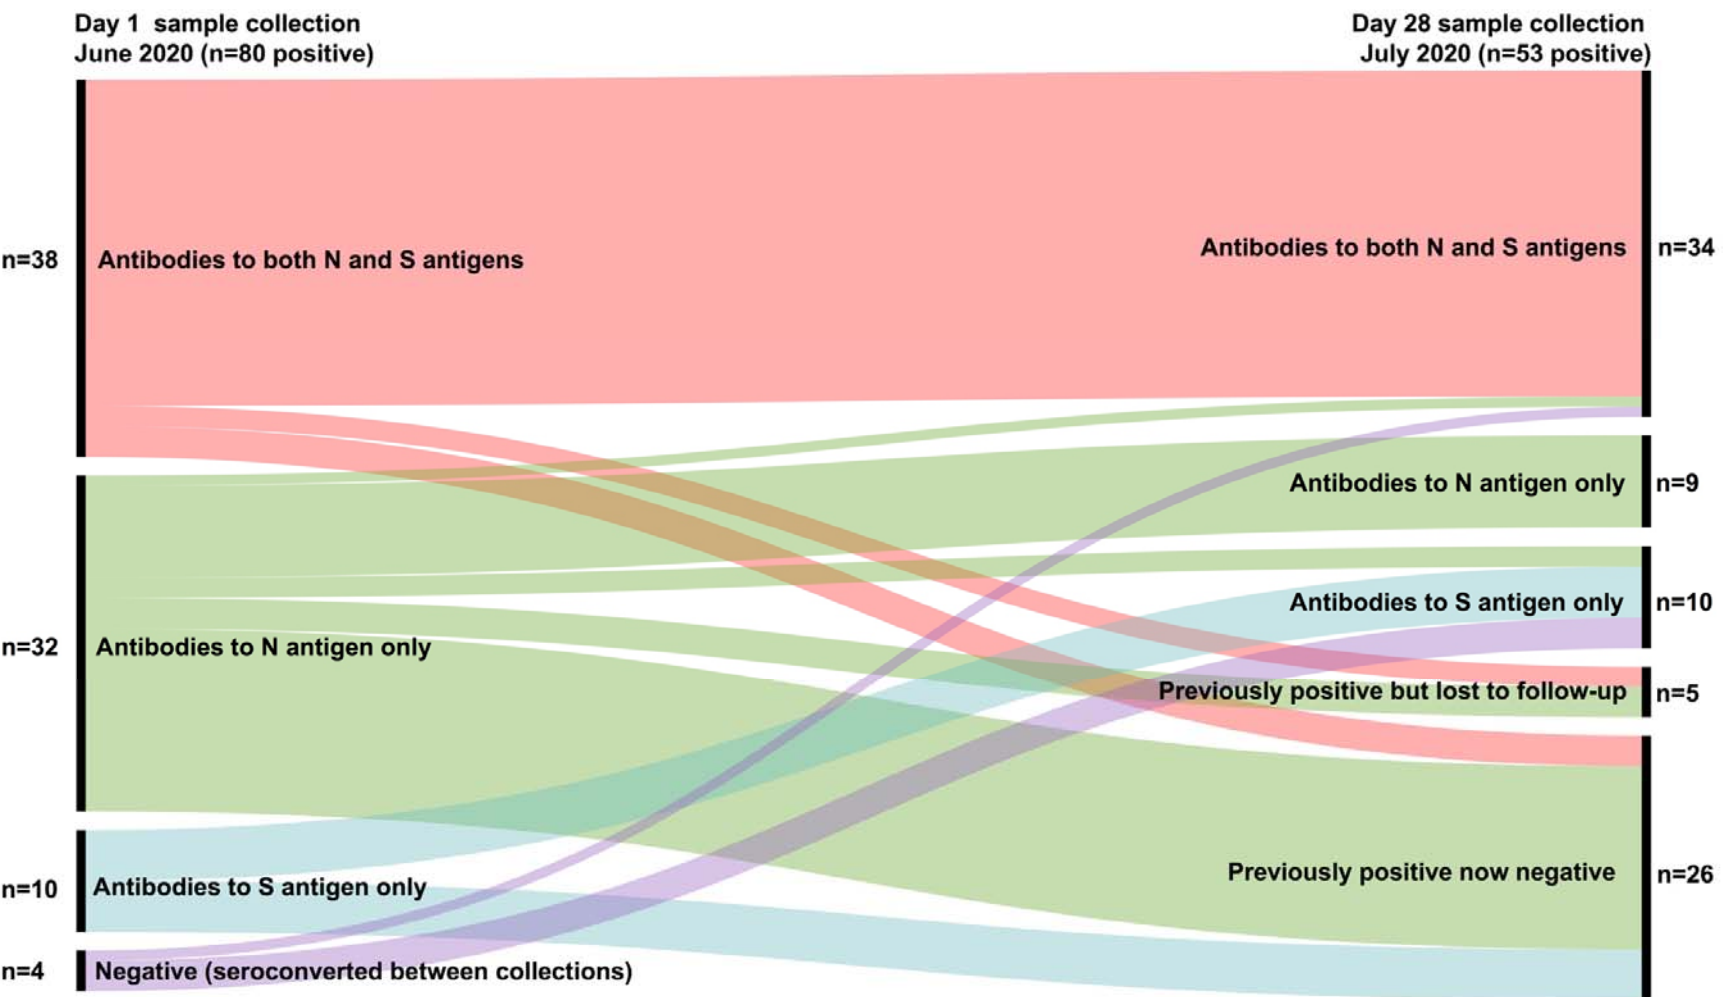 Day 1 sample collection
June 2020 (n=80 positive)
Day 28 sample collection
July 2020 (n=53 positive)
n=38
Antibodies to both N and S antigens
Antibodies to both N and S antigens
n=34
Antibodies to N antigen only
n=9
Antibodies to S antigen only
n=10
n=32
Antibodies to N antigen only
Previously positive but lost to follow-up
n=5
Previously positive now negative
n=26
n=10
Antibodies to S antigen only
n=4
Negative (seroconverted between collections)